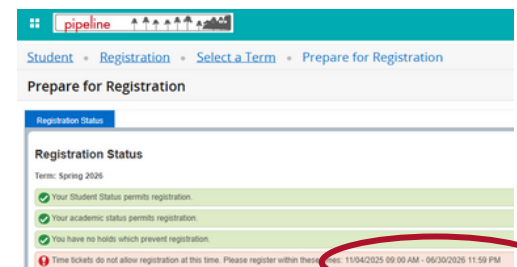 pipeline
Student • Registration • Select a Term • Prepare for Registration
Prepare for Registration
Registration Status
Registration Status
Term: Spring 2026
Your Student Status permits registration.
Your academic status permits registration.
You have no holds which prevent registration.
Time tickets do not allow registration at this time. Please register within these times: 11/04/2025 09:00 AM - 06/30/2026 11:59 PM